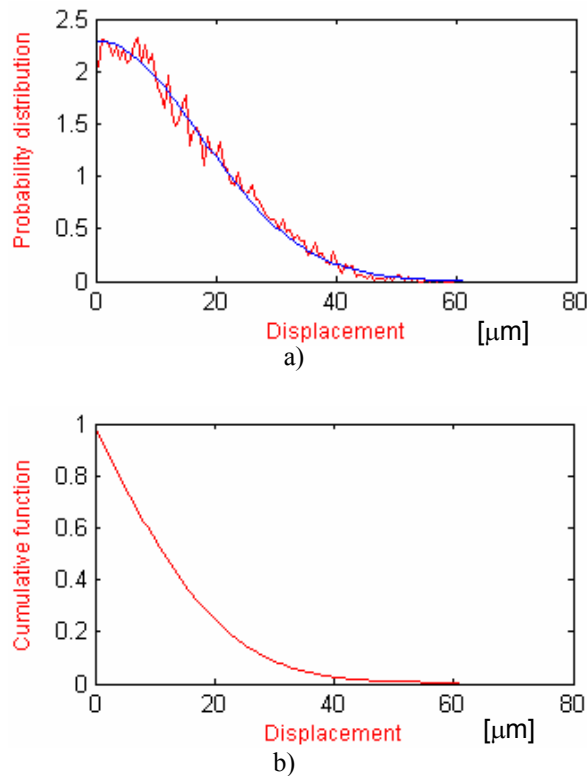 2.5
2
1.5
1
0.5
0
Probability distribution
0 20 40 60 80
Displacement [μm]
a)
1
0.8
0.6
0.4
0.2
0
Cumulative function
0 20 40 60 80
Displacement [μm]
b)